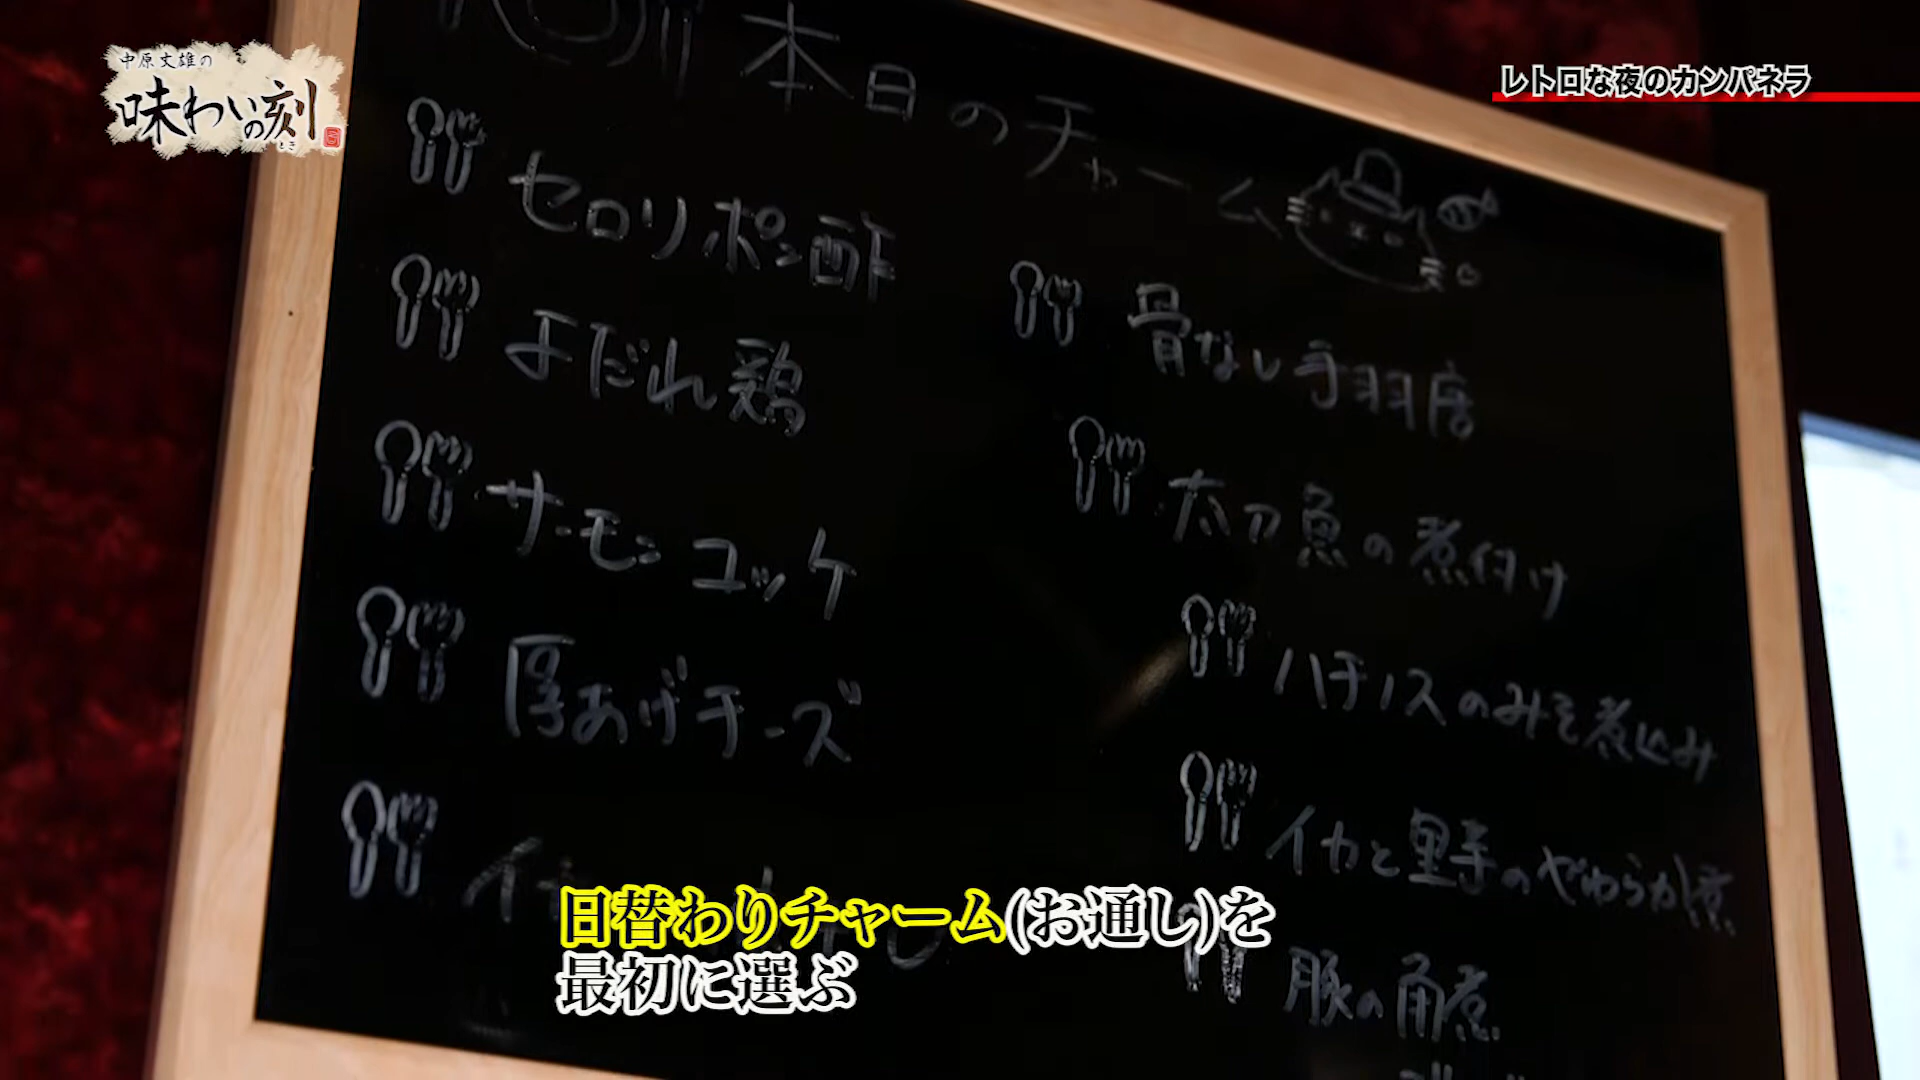 中原丈雄の
味わいの刻
とき
レトロな夜のカンパネラ
本日のチャーム
セロリポン酢
よだれ鶏
サーモンユッケ
厚あげチーズ
骨なし手羽唐
太刀魚の煮付け
ハチノスのみそ煮込み
イカと里芋のやわらか煮
豚の角煮
日替わりチャーム(お通し)を
最初に選ぶ